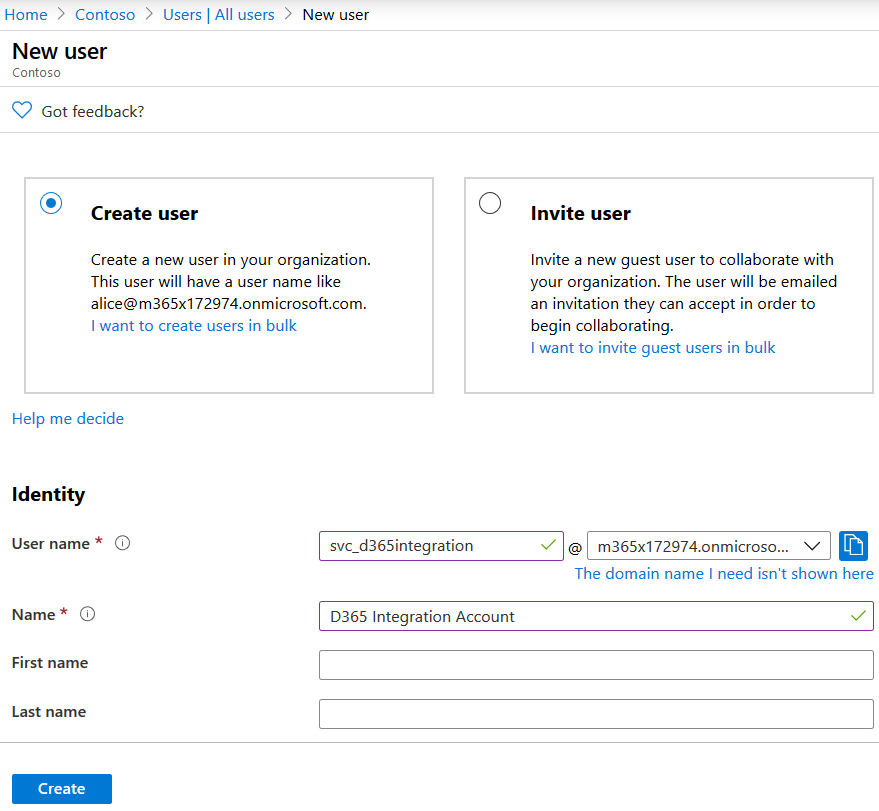 Home > Contoso > Users | All users > New user
New user
Contoso
Got feedback?
Create user
Create a new user in your organization.
This user will have a user name like
alice@m365x172974.onmicrosoft.com.
I want to create users in bulk
Invite user
Invite a new guest user to collaborate with
your organization. The user will be emailed
an invitation they can accept in order to
begin collaborating.
I want to invite guest users in bulk
Help me decide
Identity
User name * svc_d365integration @ m365x172974.onmicroso...
The domain name I need isn't shown here
Name * D365 Integration Account
First name
Last name
Create